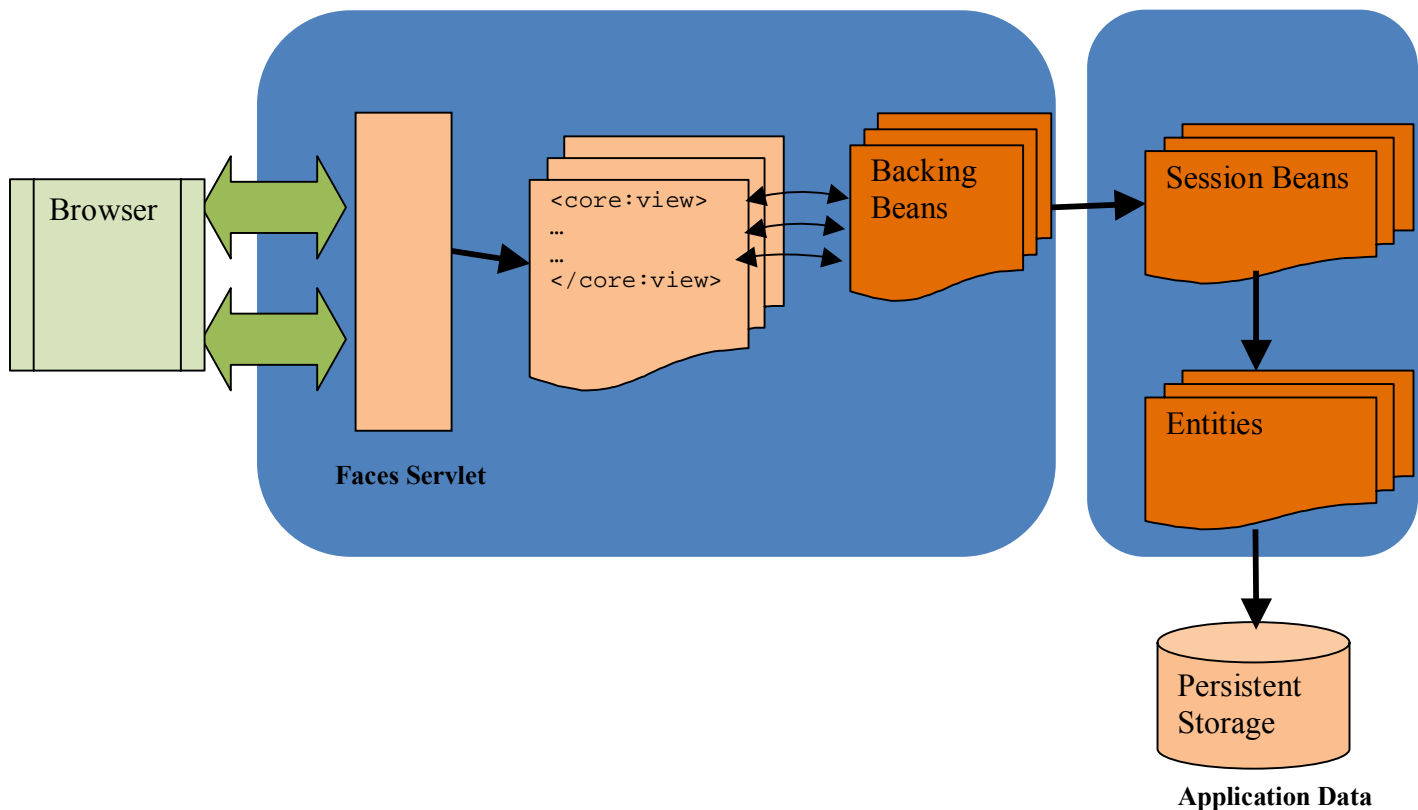 Browser
Faces Servlet
<core:view>
…
…
</core:view>
Backing
Beans
Session Beans
Entities
Persistent
Storage
Application Data